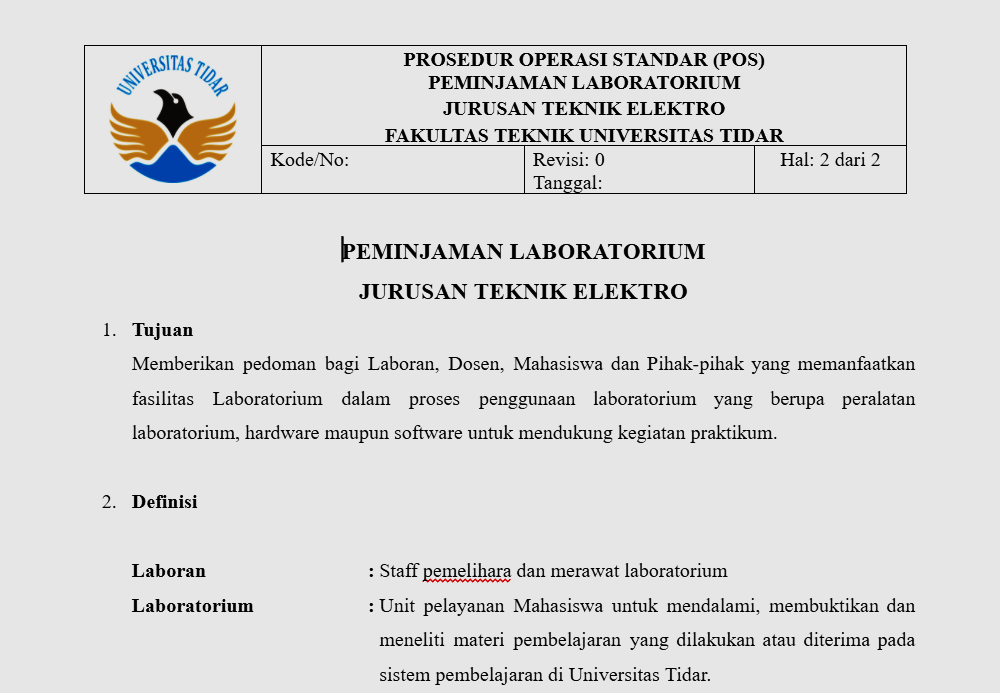 UNIVERSITAS TIDAR
PROSEDUR OPERASI STANDAR (POS)
PEMINJAMAN LABORATORIUM
JURUSAN TEKNIK ELEKTRO
FAKULTAS TEKNIK UNIVERSITAS TIDAR
Kode/No:
Revisi: 0
Tanggal:
Hal: 2 dari 2
PEMINJAMAN LABORATORIUM
JURUSAN TEKNIK ELEKTRO
1. Tujuan
Memberikan pedoman bagi Laboran, Dosen, Mahasiswa dan Pihak-pihak yang memanfaatkan
fasilitas Laboratorium dalam proses penggunaan laboratorium yang berupa peralatan
laboratorium, hardware maupun software untuk mendukung kegiatan praktikum.
2. Definisi
Laboran : Staff pemelihara dan merawat laboratorium
Laboratorium : Unit pelayanan Mahasiswa untuk mendalami, membuktikan dan
meneliti materi pembelajaran yang dilakukan atau diterima pada
sistem pembelajaran di Universitas Tidar.